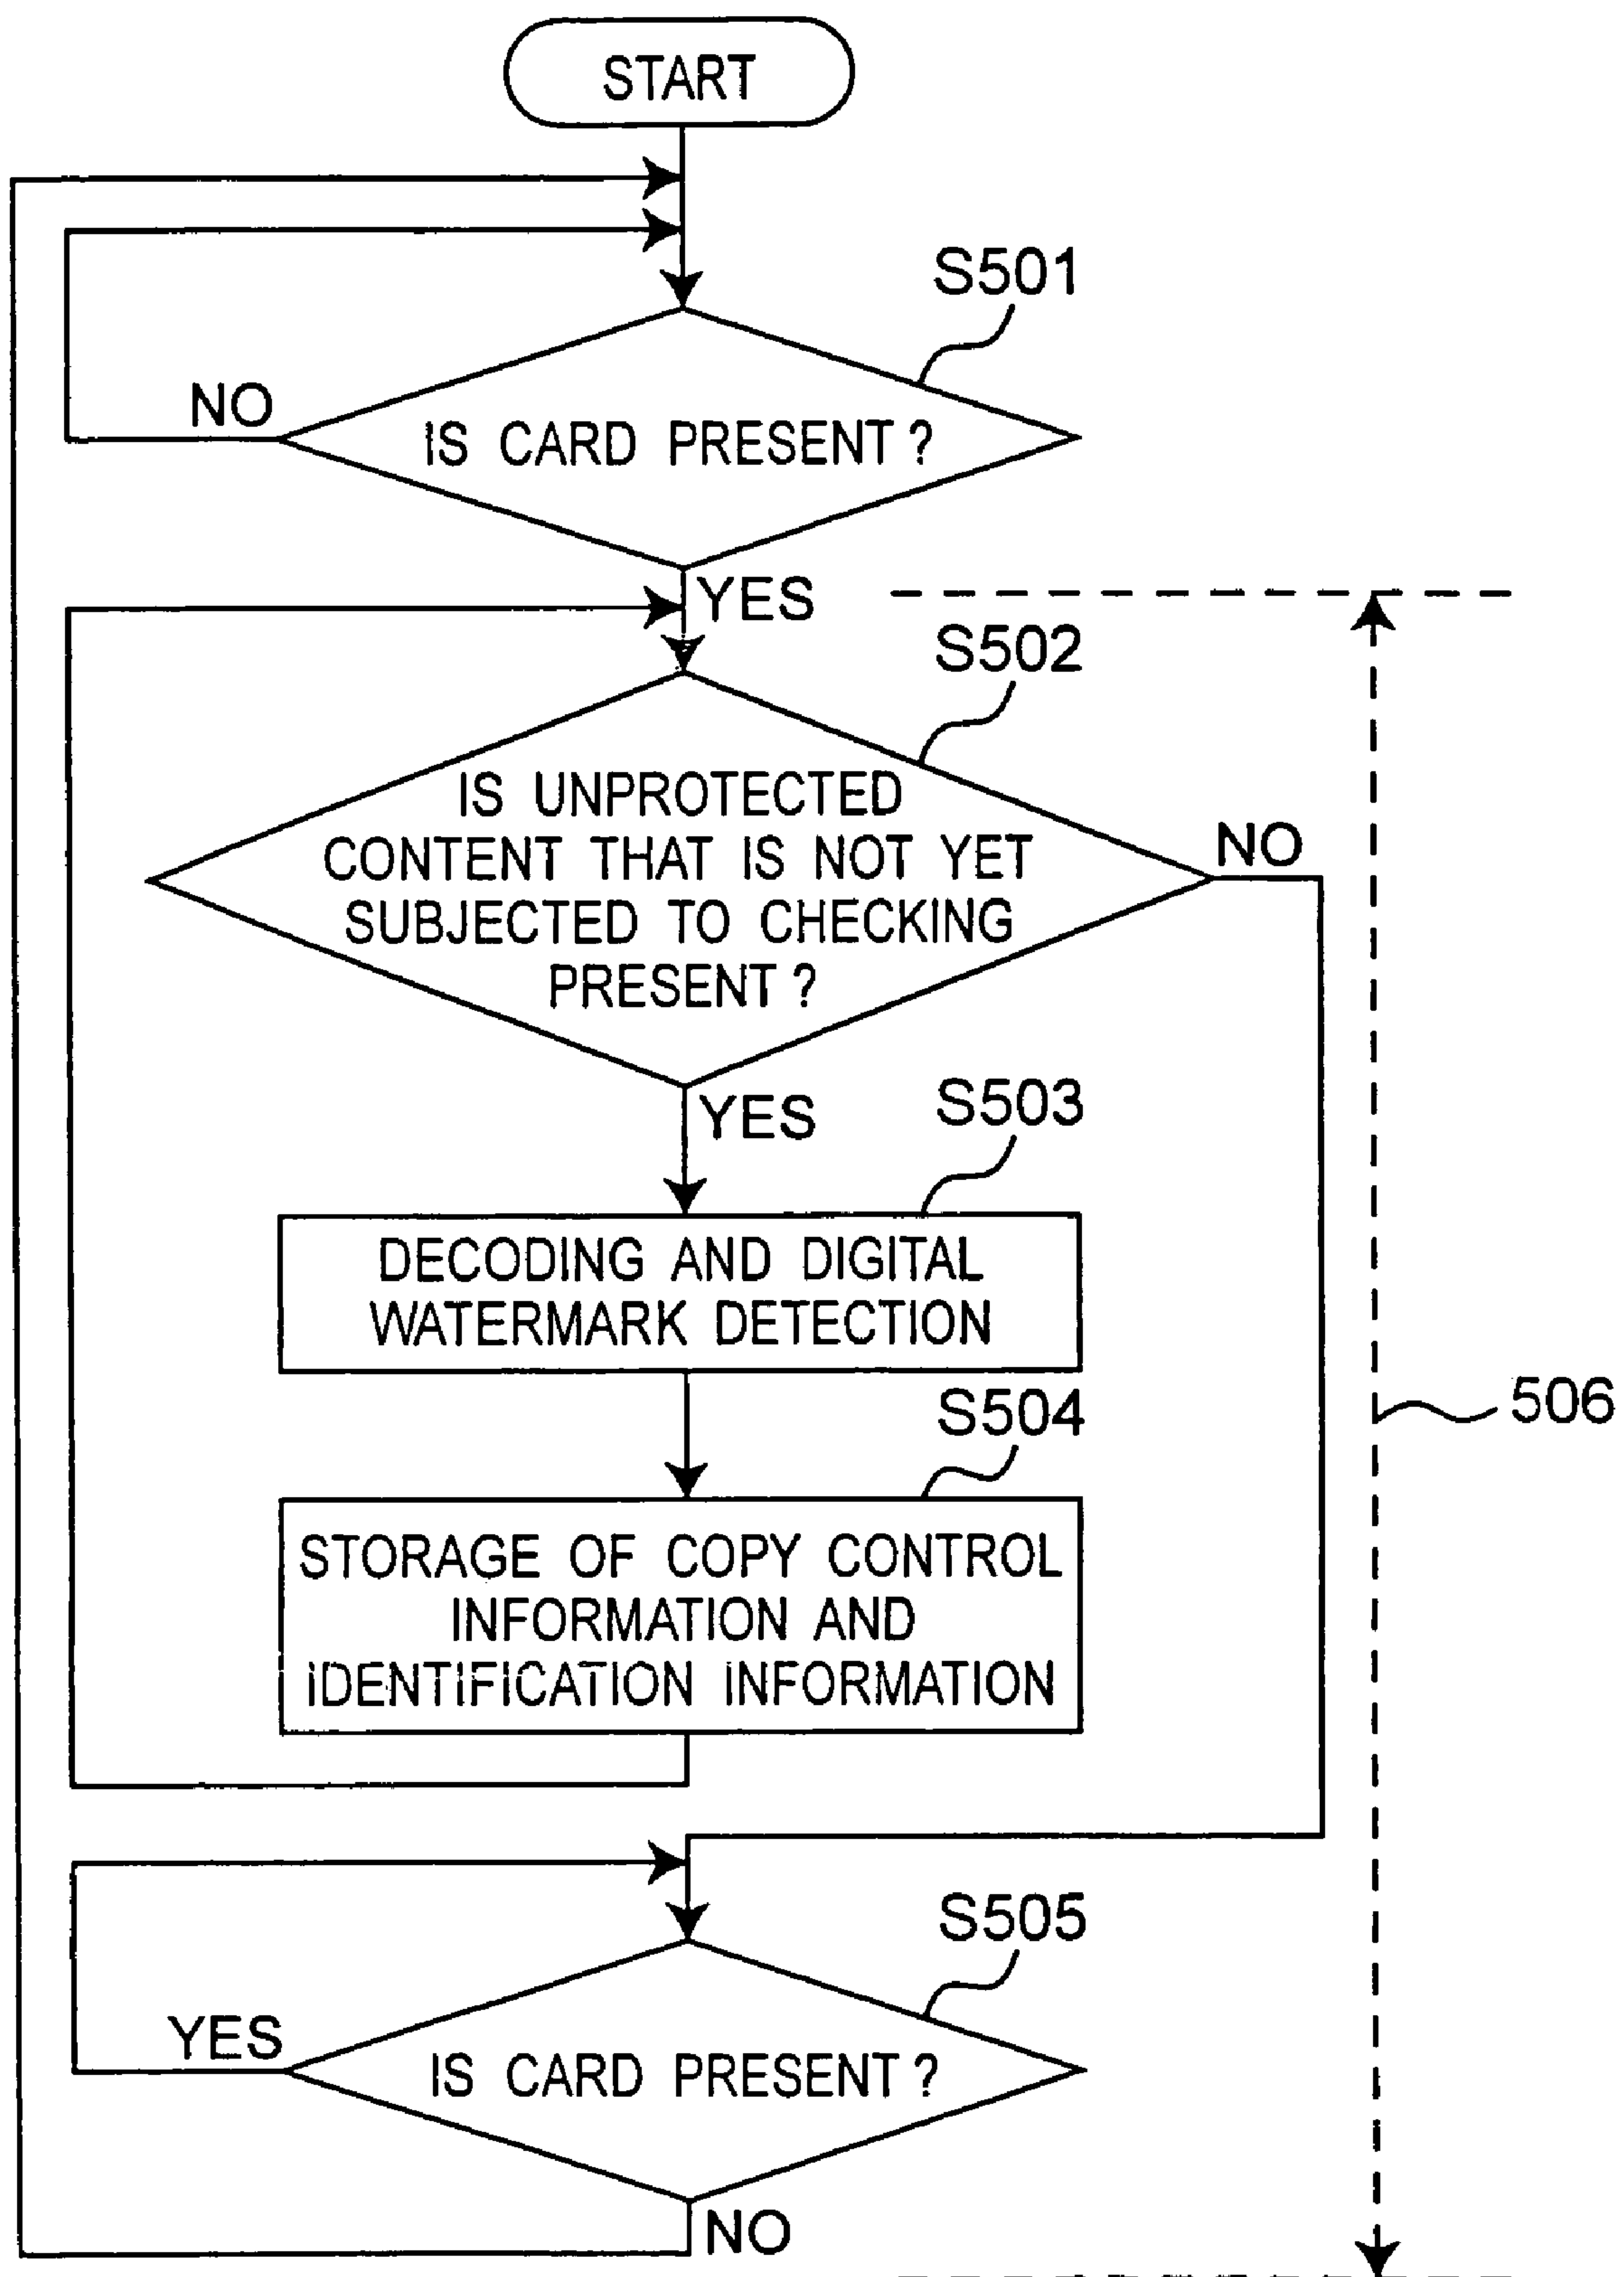 START
S501
NO
IS CARD PRESENT?
YES
S502
IS UNPROTECTED
CONTENT THAT IS NOT YET
SUBJECTED TO CHECKING
PRESENT?
NO
YES
S503
DECODING AND DIGITAL
WATERMARK DETECTION
S504
506
STORAGE OF COPY CONTROL
INFORMATION AND
IDENTIFICATION INFORMATION
S505
YES
IS CARD PRESENT?
NO